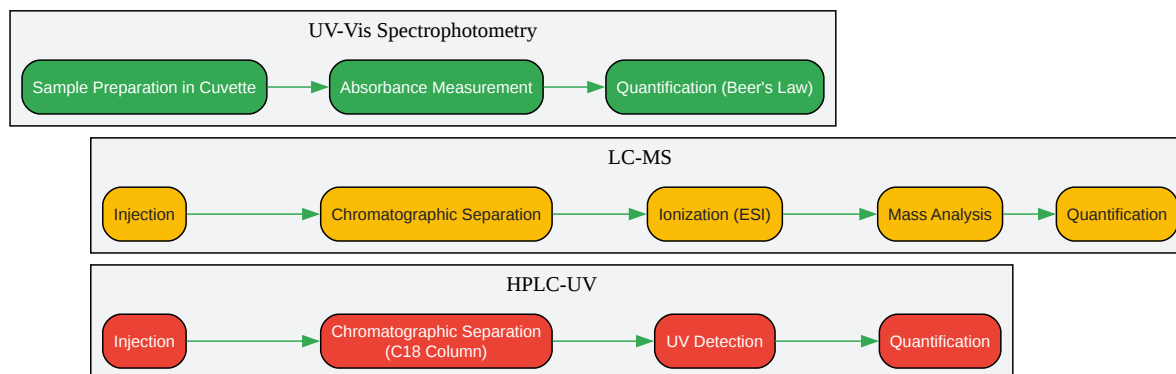 UV-Vis Spectrophotometry
Sample Preparation in Cuvette
Absorbance Measurement
Quantification (Beer's Law)
LC-MS
Injection
Chromatographic Separation
Ionization (ESI)
Mass Analysis
Quantification
HPLC-UV
Injection
Chromatographic Separation
(C18 Column)
UV Detection
Quantification